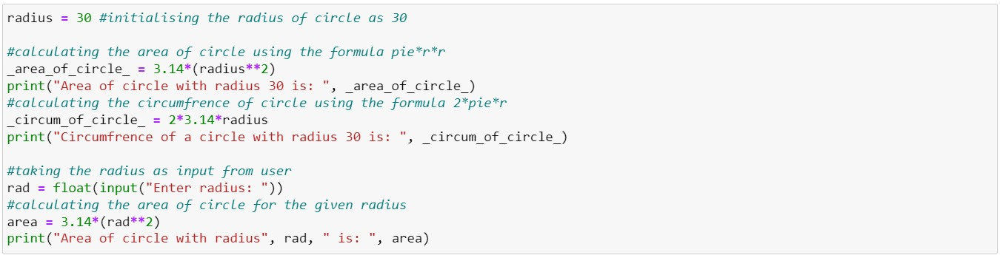 radius = 30 #initialising the radius of circle as 30
#calculating the area of circle using the formula pie*r*r
_area_of_circle_ = 3.14*(radius**2)
print("Area of circle with radius 30 is: ", _area_of_circle_)
#calculating the circumfrence of circle using the formula 2*pie*r
_circum_of_circle_ = 2*3.14*radius
print("Circumfrence of a circle with radius 30 is: ", _circum_of_circle_)
#taking the radius as input from user
rad = float(input("Enter radius: "))
#calculating the area of circle for the given radius
area = 3.14*(rad**2)
print("Area of circle with radius", rad, " is: ", area)